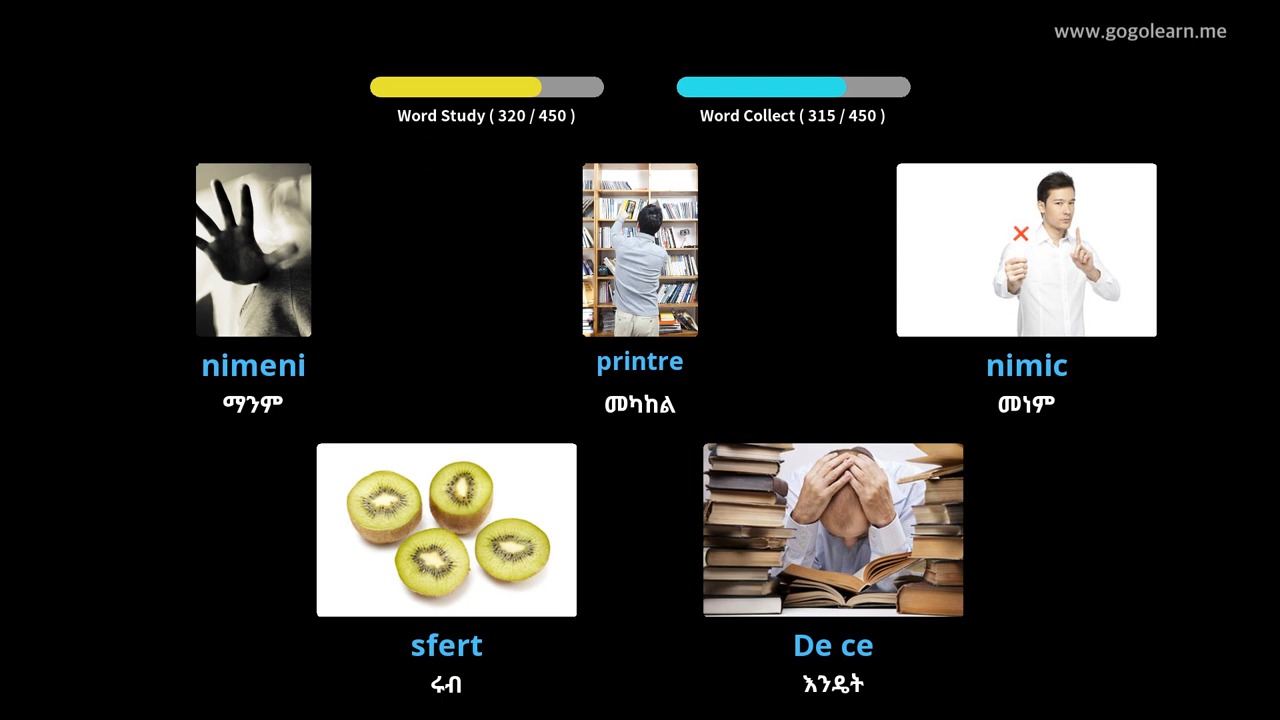 www.gogolearn.me
Word Study ( 320 / 450 )
Word Collect ( 315 / 450 )
nimeni
ማንም
printre
መካከል
nimic
መነም
sfert
ሩብ
De ce
እንዴት